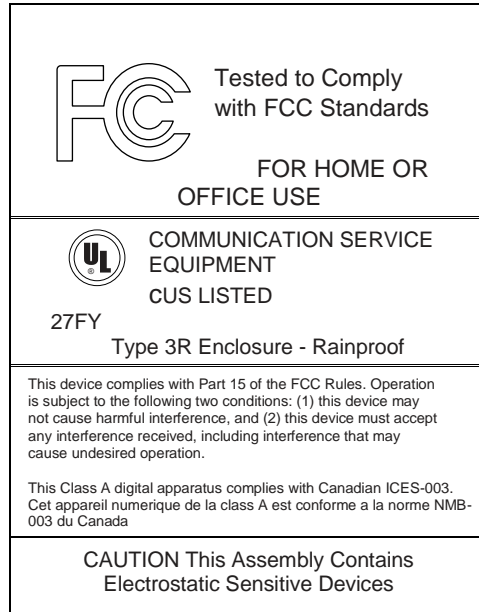 FC
Tested to Comply
with FCC Standards
FOR HOME OR
OFFICE USE
UL
®
COMMUNICATION SERVICE
EQUIPMENT
cUS LISTED
27FY
Type 3R Enclosure - Rainproof
This device complies with Part 15 of the FCC Rules. Operation
is subject to the following two conditions: (1) this device may
not cause harmful interference, and (2) this device must accept
any interference received, including interference that may
cause undesired operation.
This Class A digital apparatus complies with Canadian ICES-003.
Cet appareil numerique de la class A est conforme a la norme NMB-
003 du Canada
CAUTION This Assembly Contains
Electrostatic Sensitive Devices